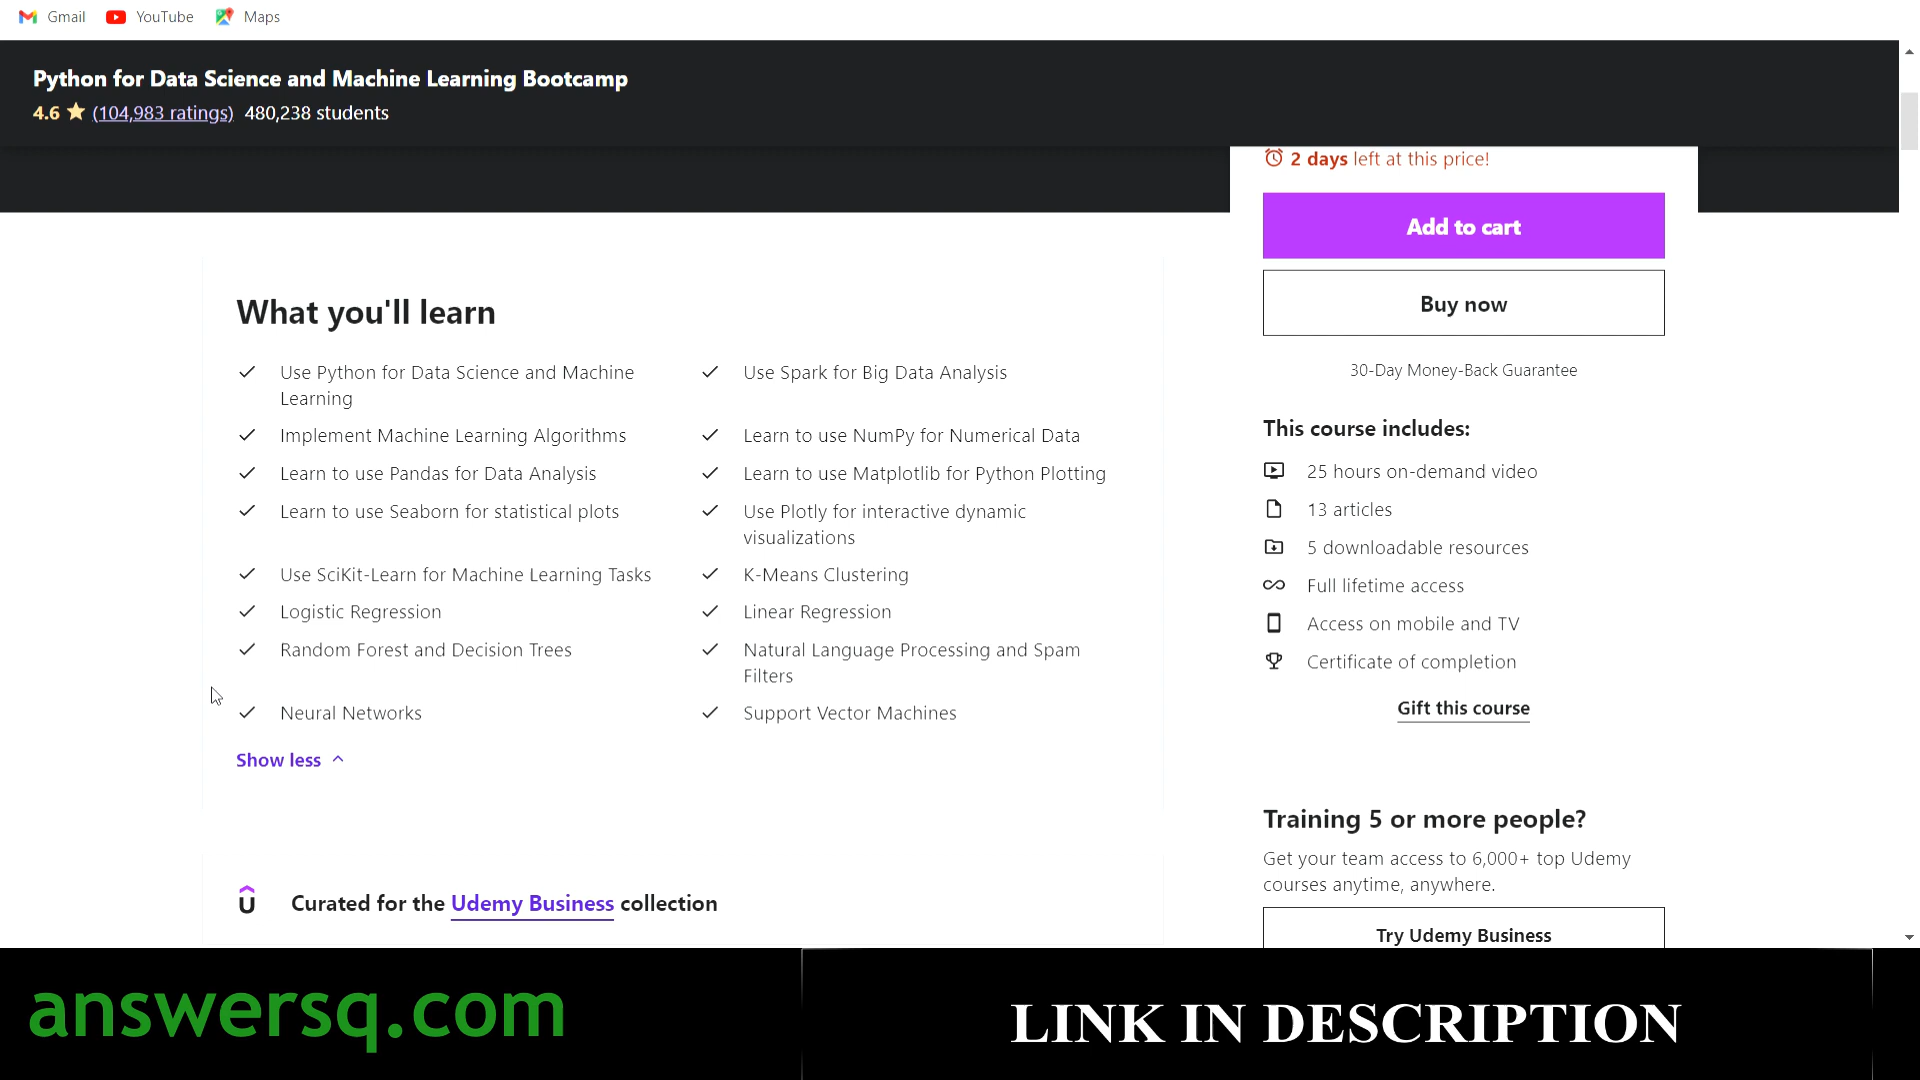 Gmail YouTube Maps
Python for Data Science and Machine Learning Bootcamp
4.6 (104,983 ratings) 480,238 students
2 days left at this price!
Add to cart
Buy now
30-Day Money-Back Guarantee
What you'll learn
Use Python for Data Science and Machine
Learning
Use Spark for Big Data Analysis
Implement Machine Learning Algorithms
Learn to use NumPy for Numerical Data
Learn to use Pandas for Data Analysis
Learn to use Matplotlib for Python Plotting
Learn to use Seaborn for statistical plots
Use Plotly for interactive dynamic
visualizations
Use SciKit-Learn for Machine Learning Tasks
K-Means Clustering
Logistic Regression
Linear Regression
Random Forest and Decision Trees
Natural Language Processing and Spam
Filters
Neural Networks
Support Vector Machines
Show less
This course includes:
25 hours on-demand video
13 articles
5 downloadable resources
Full lifetime access
Access on mobile and TV
Certificate of completion
Gift this course
Training 5 or more people?
Get your team access to 6,000+ top Udemy
courses anytime, anywhere.
Try Udemy Business
Curated for the Udemy Business collection
answersq.com
LINK IN DESCRIPTION